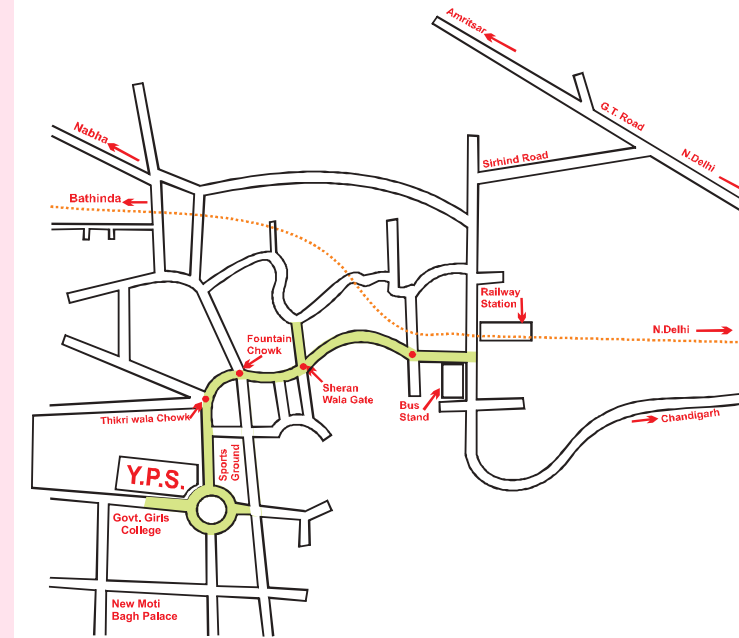 Amritsar
G.T. Road
N.Delhi
Nabha
Sirhind Road
Bathinda
Railway
Station
N.Delhi
Fountain
Chowk
Sheran
Wala Gate
Bus
Stand
Chandigarh
Thikri wala Chowk
Sports
Ground
Y.P.S.
Govt. Girls
College
New Moti
Bagh Palace